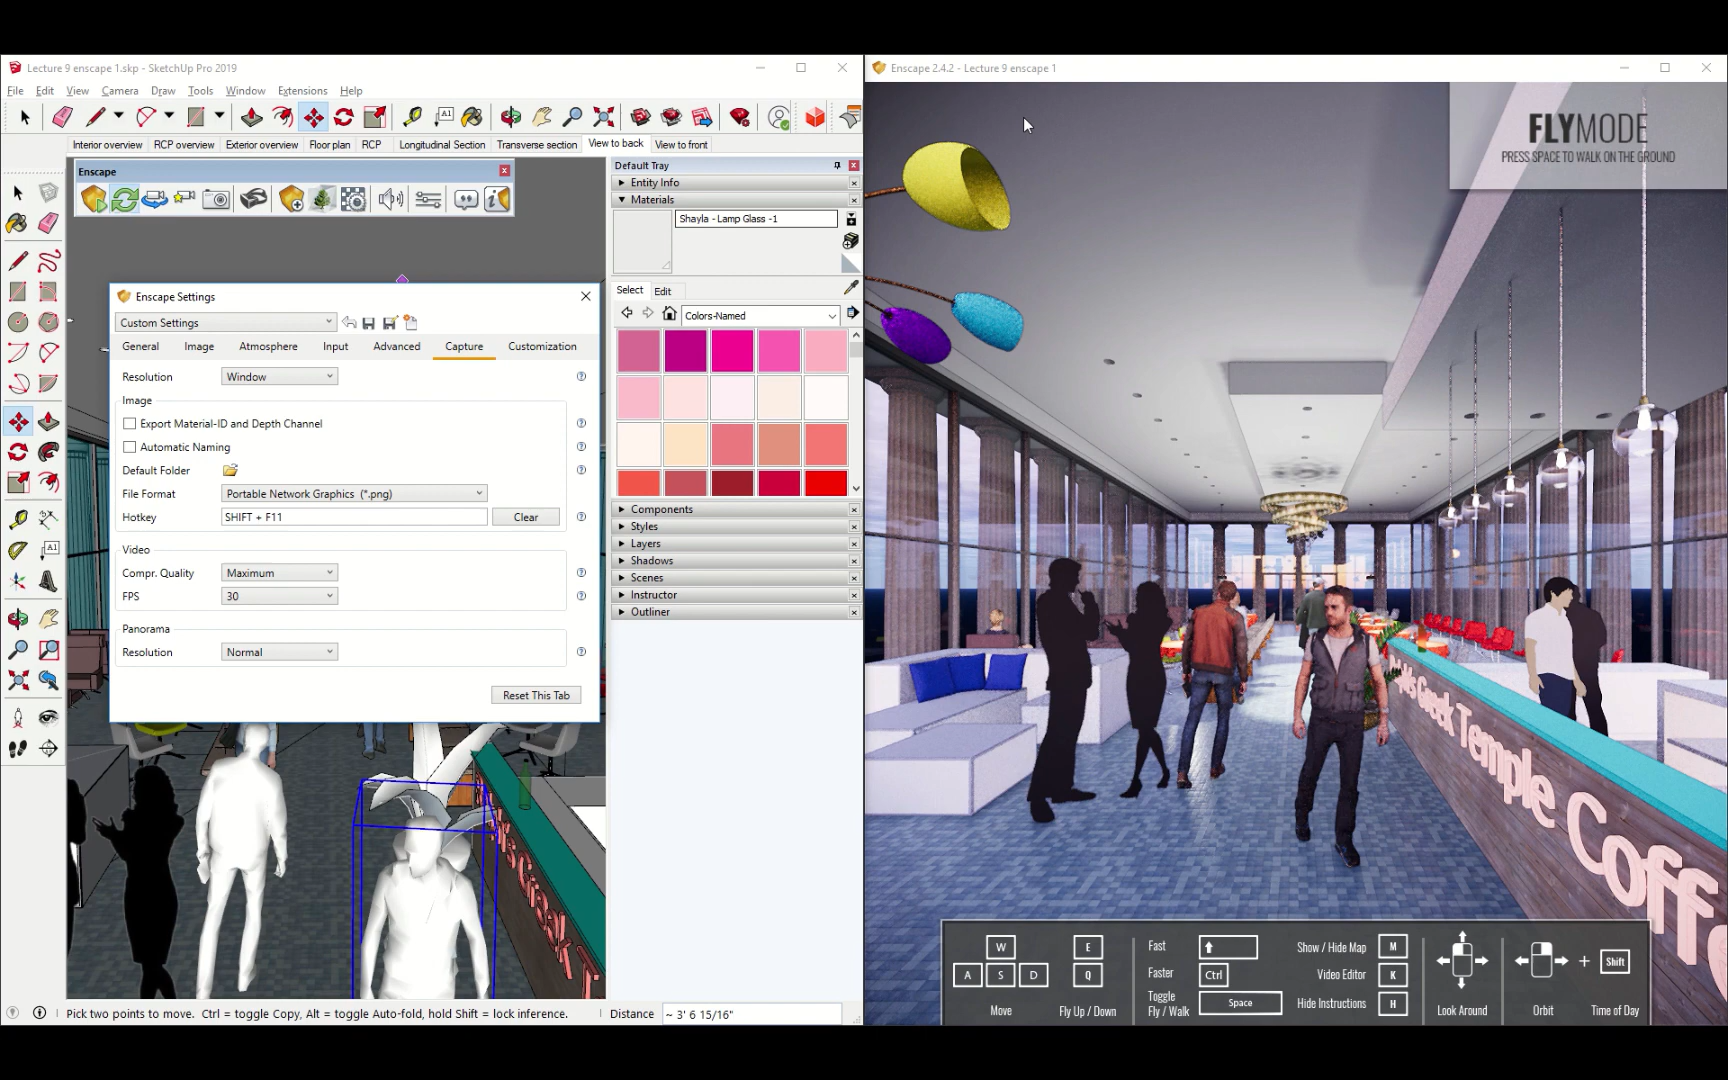 Lecture 9 enscape 1.skp - SketchUp Pro 2019
File Edit View Camera Draw Tools Window Extensions Help
A1
Interior overview RCP overview Exterior overview Floor plan RCP Longitudinal Section Transverse section View to back View to front
Enscape
Enscape Settings
Custom Settings
General Image Atmosphere Input Advanced Capture Customization
Resolution Window
Image
Export Material-ID and Depth Channel
Automatic Naming
Default Folder
File Format Portable Network Graphics (*.png)
Hotkey SHIFT + F11 Clear
Video
Compr. Quality Maximum
FPS 30
Panorama
Resolution Normal
Reset This Tab
A1
Default Tray
Entity Info
Materials
Shayla - Lamp Glass -1
Select Edit
Colors-Named
Components
Styles
Layers
Shadows
Scenes
Instructor
Outliner
Pick two points to move. Ctrl = toggle Copy, Alt = toggle Auto-fold, hold Shift = lock inference. Distance ~ 3' 6 15/16"
Enscape 2.4.2 - Lecture 9 enscape 1
FLYMODE
PRESS SPACE TO WALK ON THE GROUND
Greek Temple Coff
W
A S D
Move
E
Q
Fly Up / Down
Fast
Faster Ctrl
Toggle Fly / Walk Space
Show / Hide Map M
Video Editor K
Hide Instructions H
Look Around
Orbit
+ Shift
Time of Day